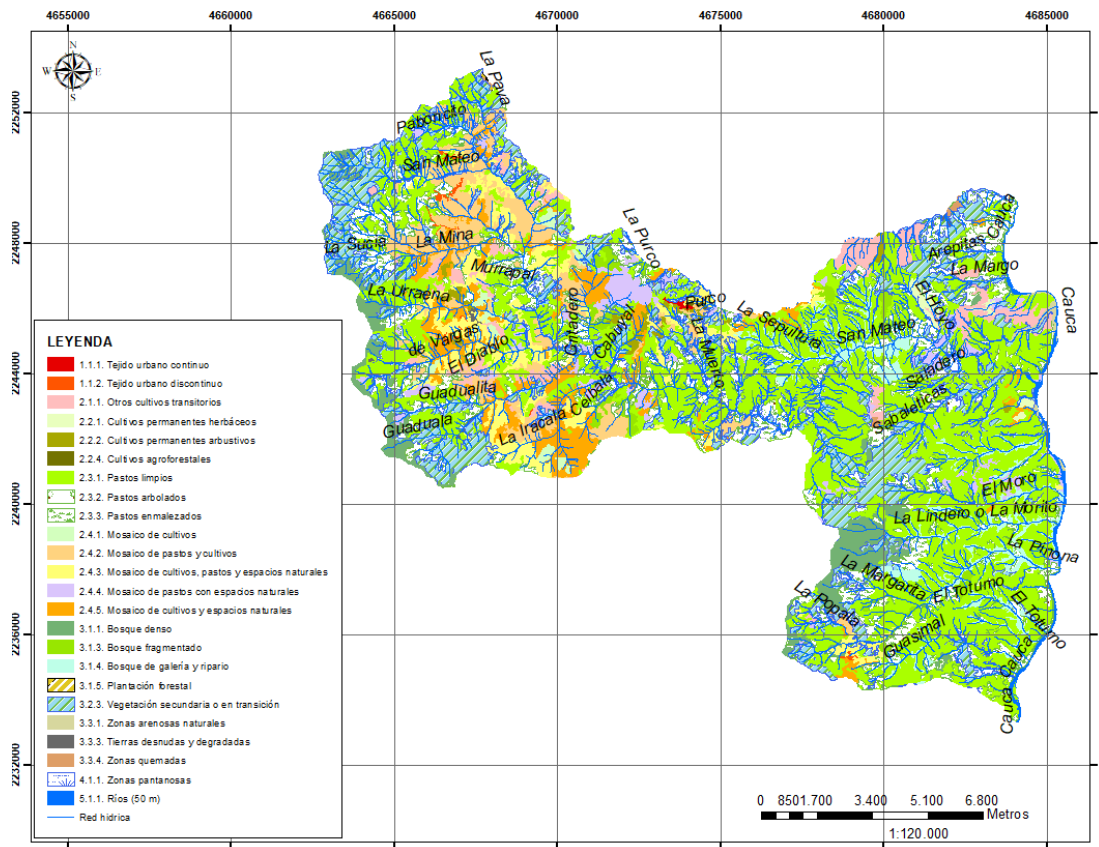 4655000 4660000 4665000 4670000 4675000 4680000 4685000
N
W E
S
2252000
2248000
2244000
2240000
2236000
2232000
La Pava
San Mateo
La Sucia
La Mina
Murrapal
de Vargas
El Diablo
Guadualita
Guaduala
La Iracala
Gritadero
La Purco
Purco
La Muelro
La Sepultura
San Mateo
El Hoyo
Arepitas
Cauca
La Margo
Cauca
Saladero
Sabaleticas
El Moro
La Lindero o La Morito
La Piñona
La Margarita
El Totumo
El Totumo
La Popala
Guasimal
Cauca
Cauca
LEYENDA
1.1.1. Tejido urbano continuo
1.1.2. Tejido urbano discontinuo
2.1.1. Otros cultivos transitorios
2.2.1. Cultivos permanentes herbáceos
2.2.2. Cultivos permanentes arbustivos
2.2.4. Cultivos agroforestales
2.3.1. Pastos limpios
2.3.2. Pastos arbolados
2.3.3. Pastos enmalezados
2.4.1. Mosaico de cultivos
2.4.2. Mosaico de pastos y cultivos
2.4.3. Mosaico de cultivos, pastos y espacios naturales
2.4.4. Mosaico de pastos con espacios naturales
2.4.5. Mosaico de cultivos y espacios naturales
3.1.1. Bosque denso
3.1.3. Bosque fragmentado
3.1.4. Bosque de galería y ripario
3.1.5. Plantación forestal
3.2.3. Vegetación secundaria o en transición
3.3.1. Zonas arenosas naturales
3.3.3. Tierras desnudas y degradadas
3.3.4. Zonas quemadas
4.1.1. Zonas pantanosas
5.1.1. Ríos (50 m)
Red hídrica
0 850 1.700 3.400 5.100 6.800
Metros
1:120.000